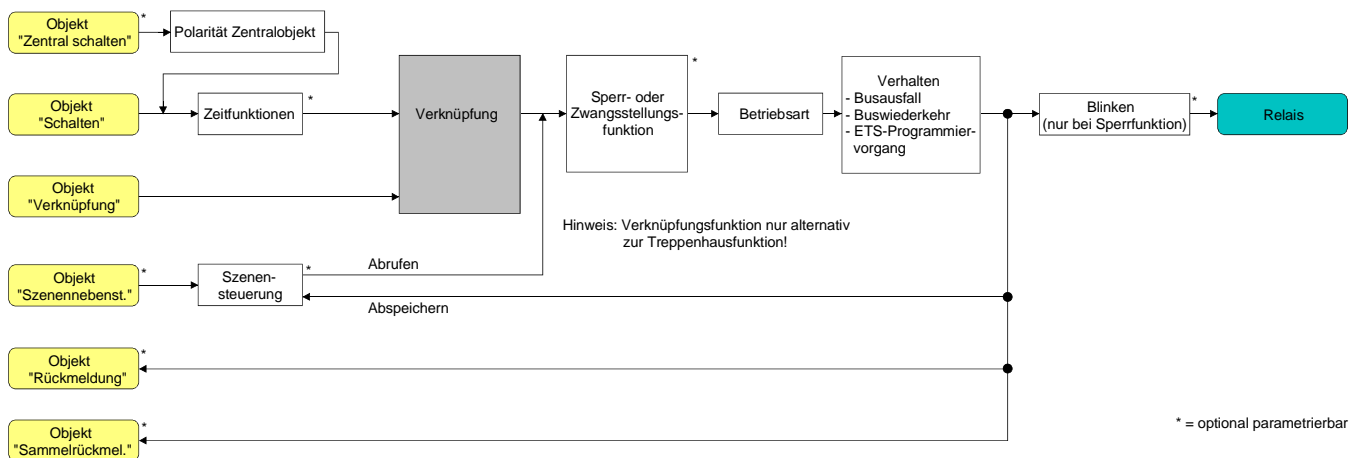 Objekt
"Zentral schalten"
*
Polarität Zentralobjekt
Objekt
"Schalten"
Zeitfunktionen
*
Verknüpfung
Sperr- oder
Zwangsstellungs-
funktion
*
Betriebsart
Verhalten
- Busausfall
- Buswiederkehr
- ETS-Programmier-
vorgang
Blinken
(nur bei Sperrfunktion)
*
Relais
Objekt
"Verknüpfung"
Hinweis: Verknüpfungsfunktion nur alternativ
zur Treppenhausfunktion!
Objekt
"Szenennebenst."
*
Szenen-
steuerung
*
Abrufen
Abspeichern
Objekt
"Rückmeldung"
*
Objekt
"Sammelrückmel."
*
* = optional parametrierbar